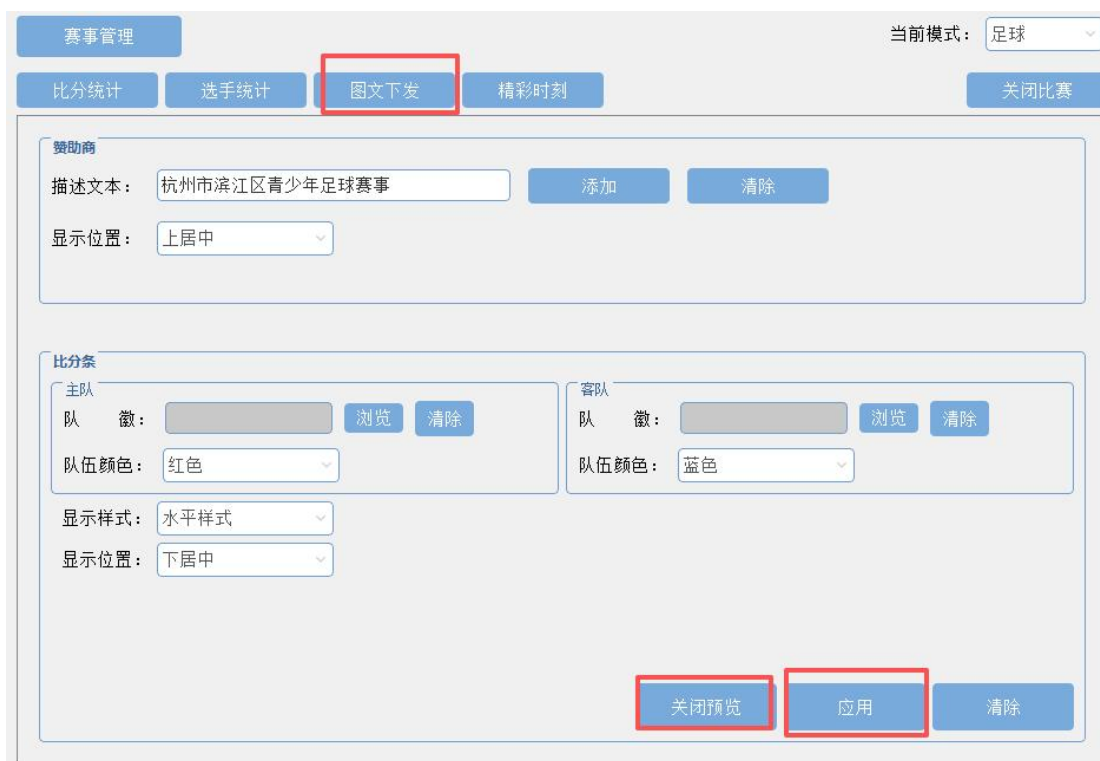 赛事管理 当前模式： 足球
比分统计 选手统计 图文下发 精彩时刻 关闭比赛
赞助商
描述文本： 杭州市滨江区青少年足球赛事 添加 清除
显示位置： 上居中
比分条
主队 客队
队 徽： 浏览 清除 队 徽： 浏览 清除
队伍颜色： 红色 队伍颜色： 蓝色
显示样式： 水平样式
显示位置： 下居中
关闭预览 应用 清除